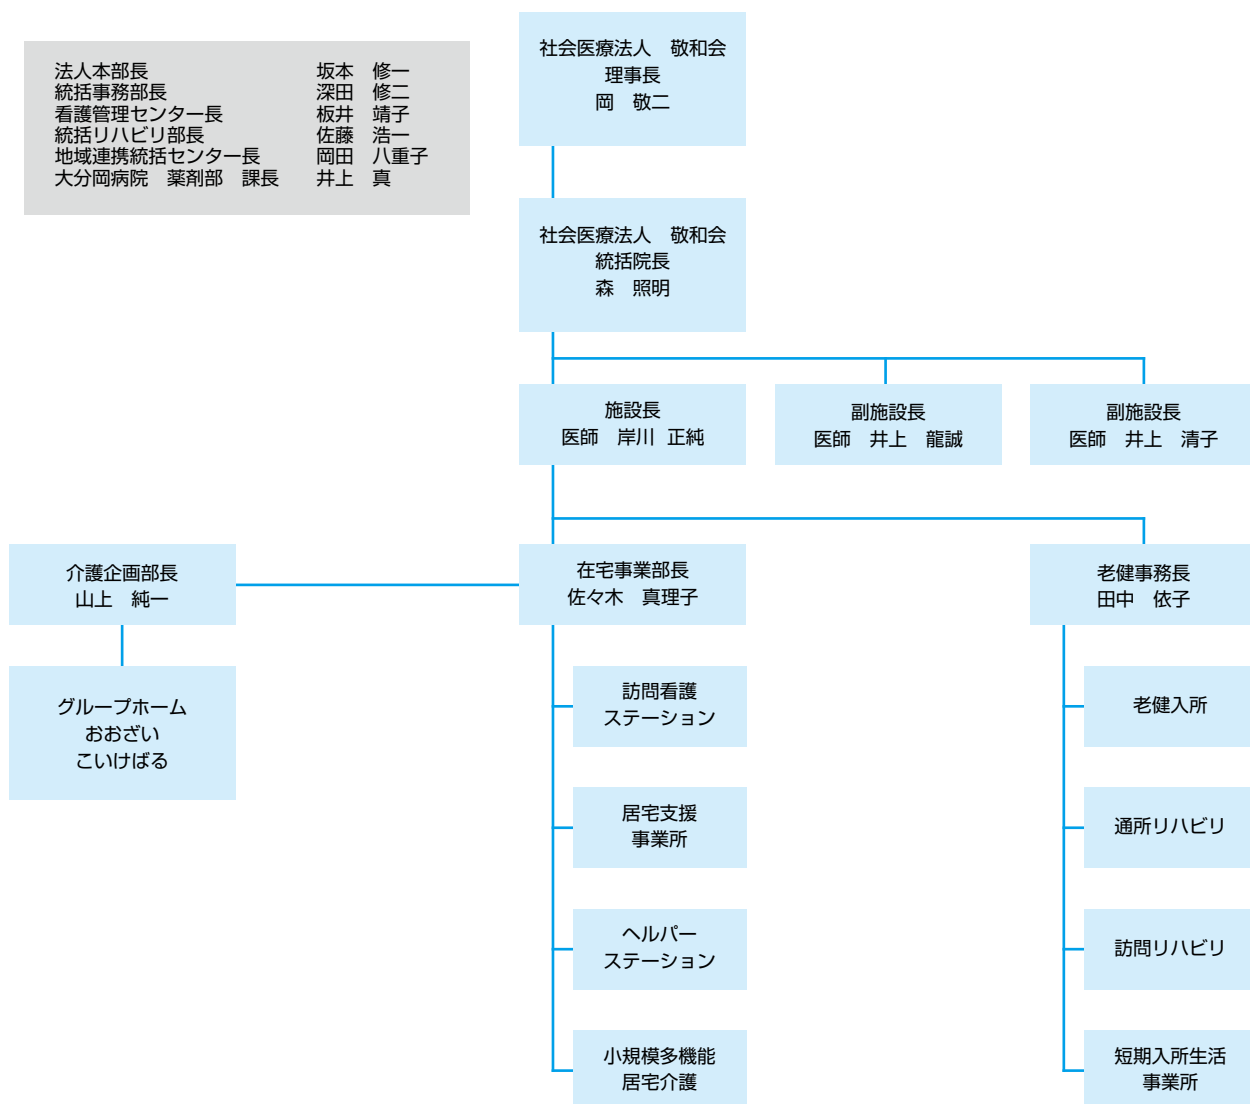 法人本部長　坂本　修一
統括事務部長　深田　修二
看護管理センター長　板井　靖子
統括リハビリ部長　佐藤　浩一
地域連携統括センター長　岡田　八重子
大分岡病院　薬剤部　課長　井上　真
社会医療法人　敬和会
理事長
岡　敬二
社会医療法人　敬和会
統括院長
森　照明
施設長
医師　岸川 正純
副施設長
医師　井上　龍誠
副施設長
医師　井上　清子
介護企画部長
山上　純一
在宅事業部長
佐々木　真理子
老健事務長
田中　依子
グループホーム
おおざい
こいけばる
訪問看護
ステーション
居宅支援
事業所
ヘルパー
ステーション
小規模多機能
居宅介護
老健入所
通所リハビリ
訪問リハビリ
短期入所生活
事業所